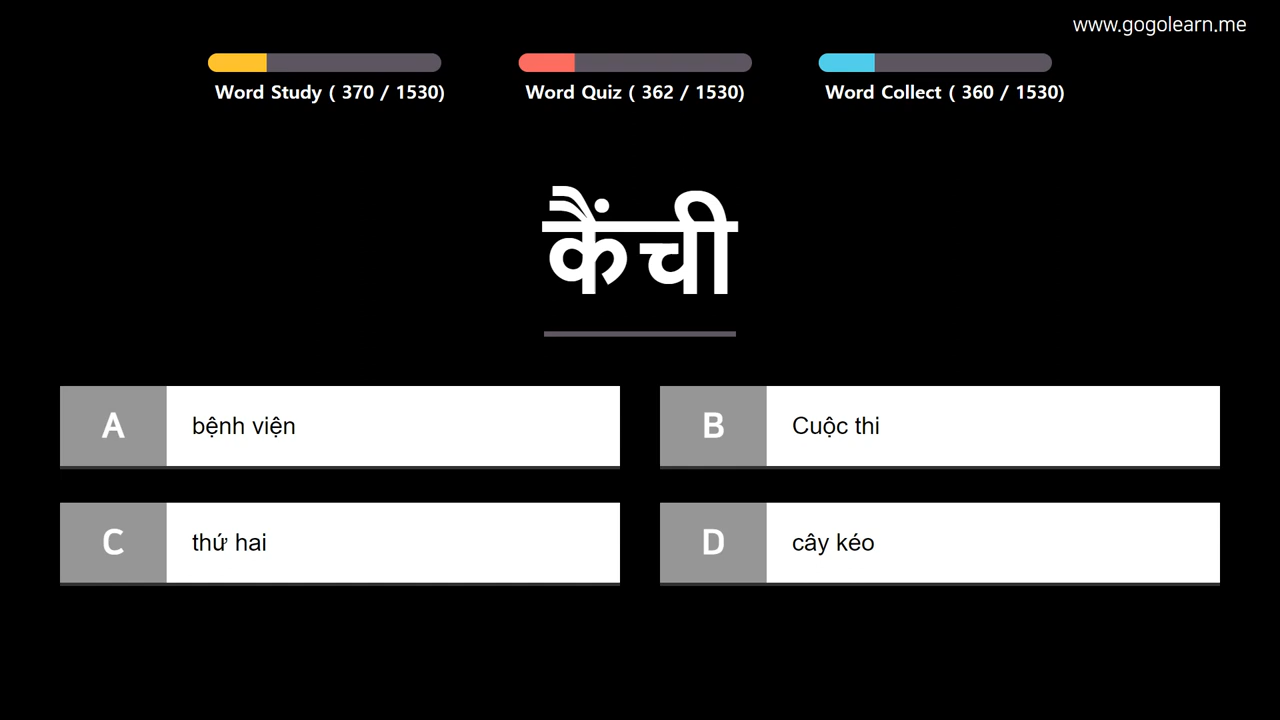 www.gogolearn.me
Word Study ( 370 / 1530)
Word Quiz ( 362 / 1530)
Word Collect ( 360 / 1530)
कैंची
A bệnh viện
B Cuộc thi
C thứ hai
D cây kéo